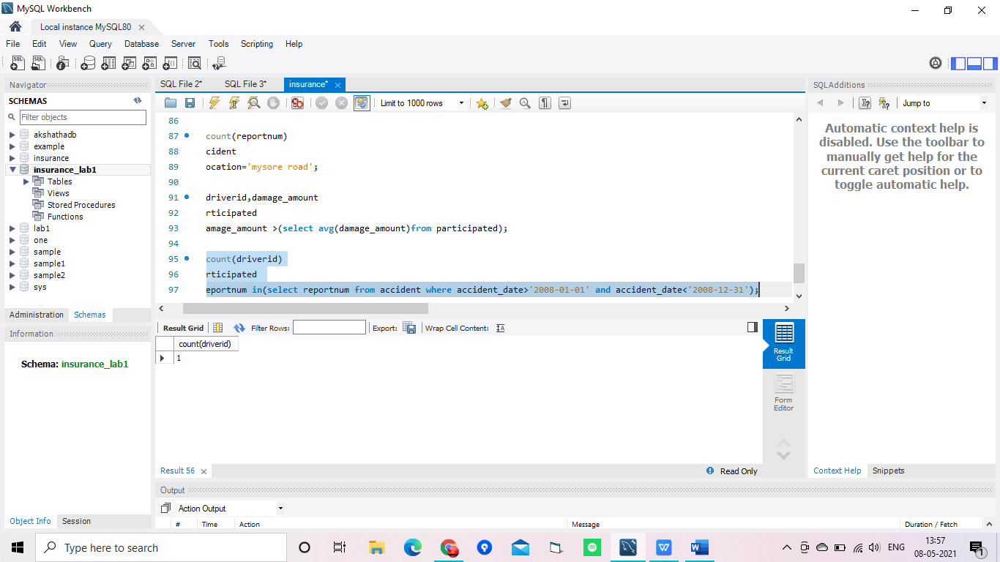 MySQL Workbench
Local instance MySQL80
File Edit View Query Database Server Tools Scripting Help
Navigator
SCHEMAS
Filter objects
akshathadb
example
insurance
insurance_lab1
Tables
Views
Stored Procedures
Functions
lab1
one
sample
sample1
sample2
sys
Administration Schemas
Information
Schema: insurance_lab1
Object Info Session
SQL File 2* SQL File 3* insurance*
Limit to 1000 rows
86
87 count(reportnum)
88 cident
89 ocation='mysore road';
90
91 driverid,damage_amount
92 rticipated
93 amage_amount >(select avg(damage_amount)from participated);
94
95 count(driverid)
96 rticipated
97 eportnum in(select reportnum from accident where accident_date>'2008-01-01' and accident_date<'2008-12-31');
Result Grid Filter Rows: Export: Wrap Cell Content:
count(driverid)
1
Result Grid
Form Editor
Result 56
Read Only
Output
Action Output
# Time Action Message Duration / Fetch
SQLAdditions
Jump to
Automatic context help is
disabled. Use the toolbar to
manually get help for the
current caret position or to
toggle automatic help.
Context Help Snippets
Type here to search
ENG
13:57
08-05-2021
1